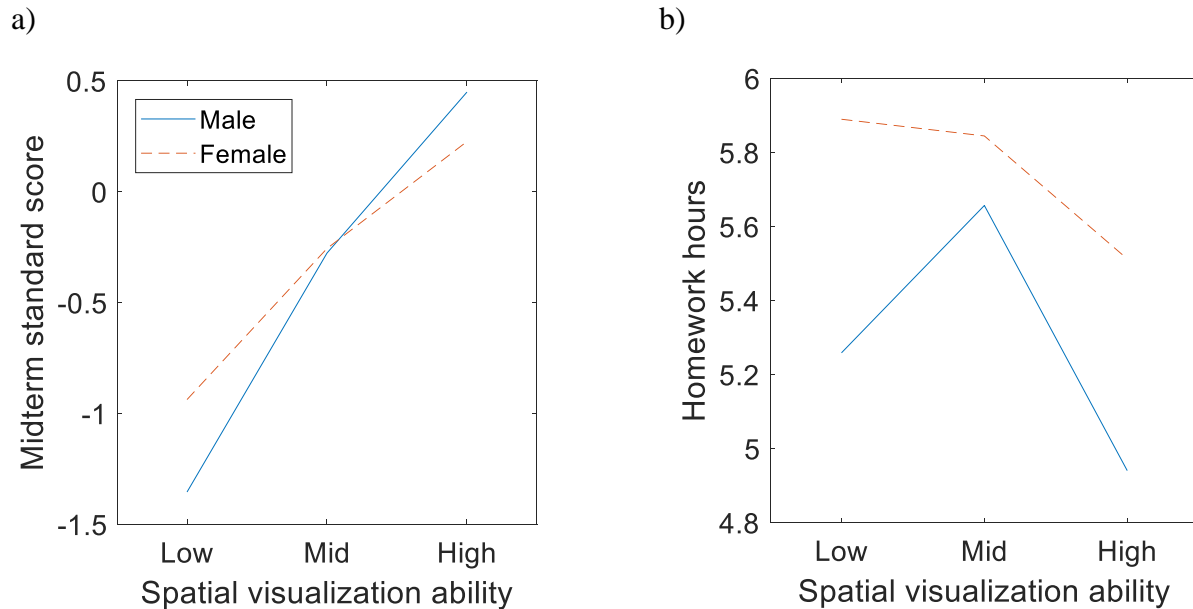 a)
Midterm standard score
0.5
0
-0.5
-1
-1.5
Male
Female
Low Mid High
Spatial visualization ability
b)
Homework hours
6
5.8
5.6
5.4
5.2
5
4.8
Low Mid High
Spatial visualization ability